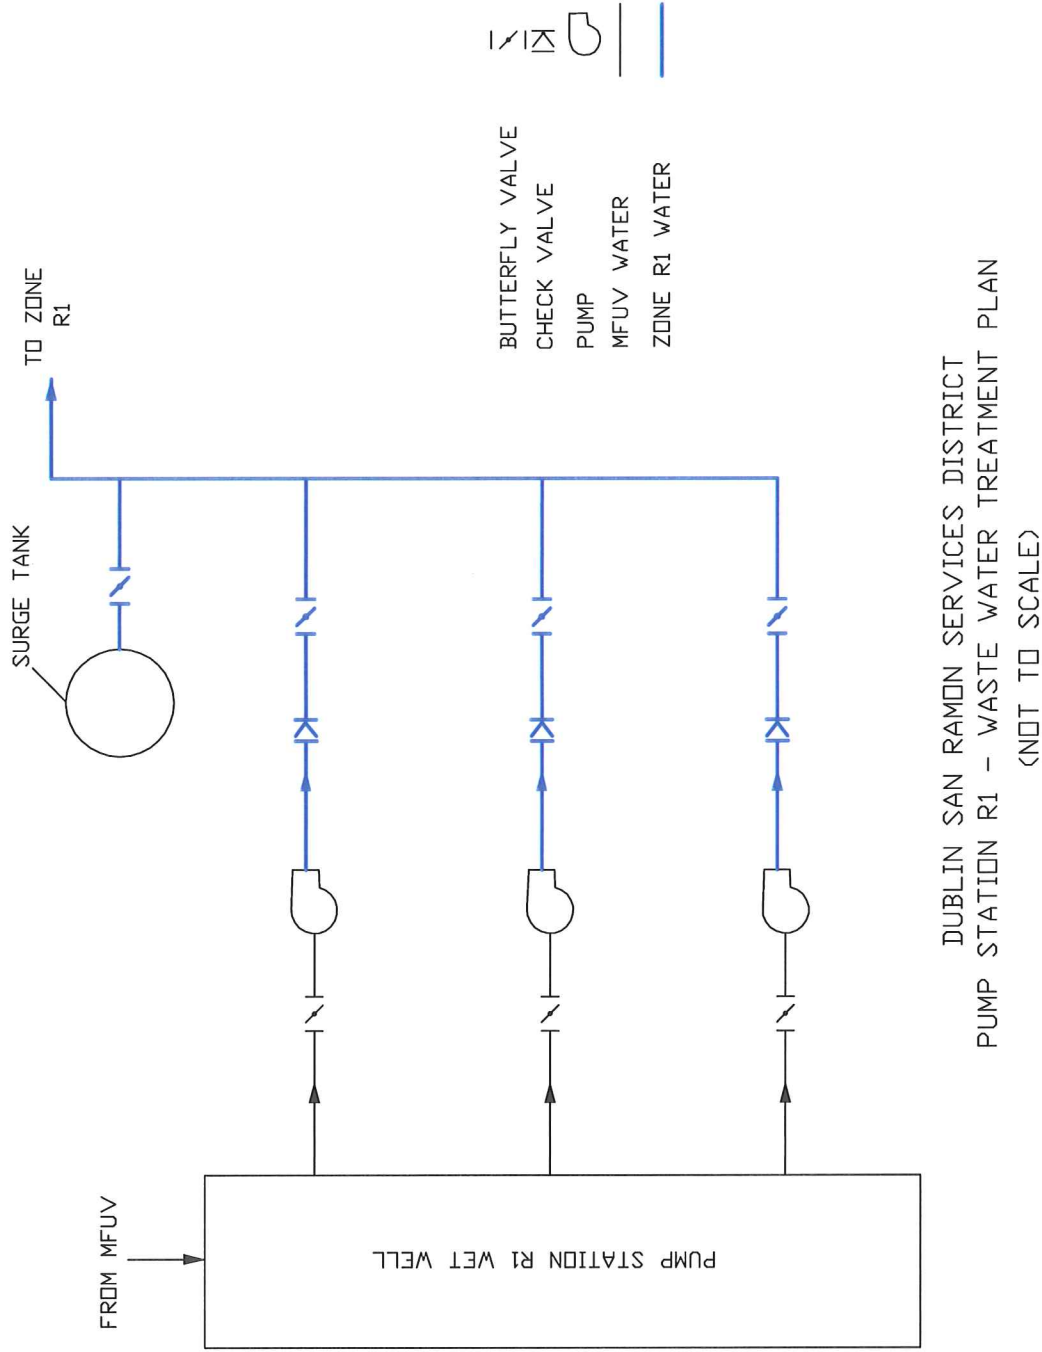 FROM MFUV
PUMP STATION R1 WET WELL
SURGE TANK
TO ZONE
R1
BUTTERFLY VALVE
CHECK VALVE
PUMP
MFUV WATER
ZONE R1 WATER
DUBLIN SAN RAMON SERVICES DISTRICT
PUMP STATION R1 - WASTE WATER TREATMENT PLAN
(NOT TO SCALE)